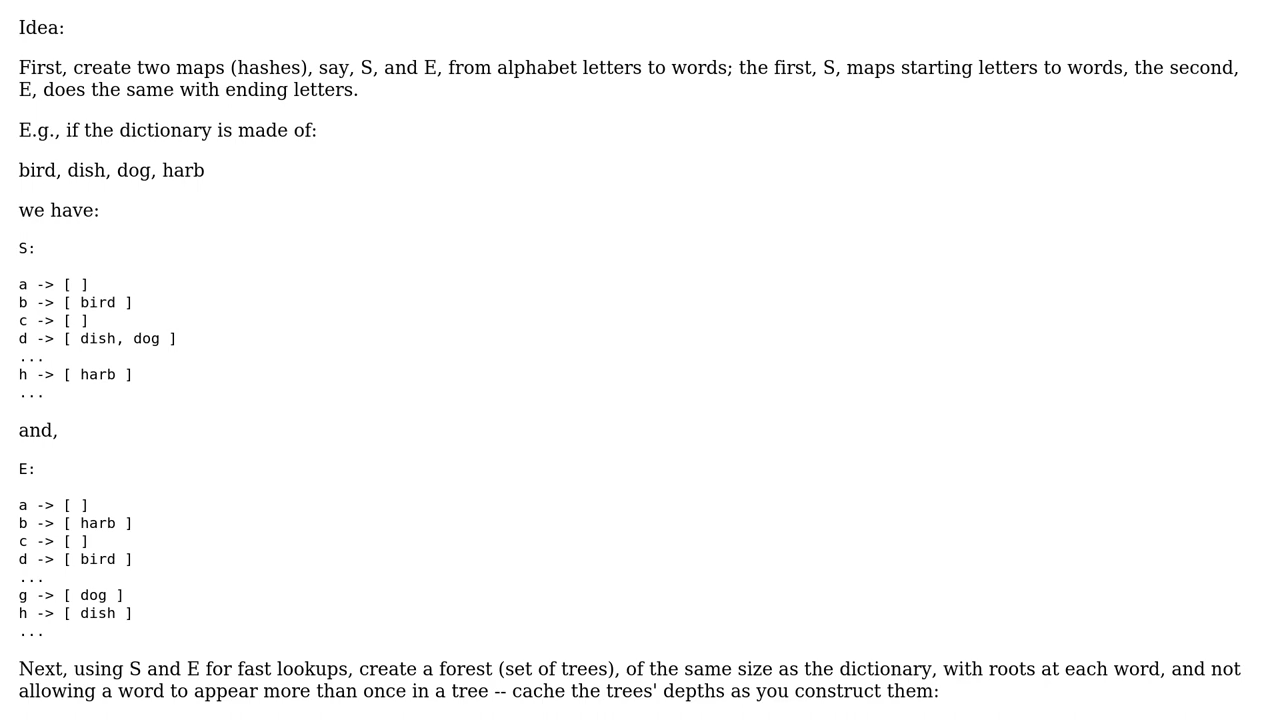 Idea:
First, create two maps (hashes), say, S, and E, from alphabet letters to words; the first, S, maps starting letters to words, the second,
E, does the same with ending letters.
E.g., if the dictionary is made of:
bird, dish, dog, harb
we have:
S:
a -> [ ]
b -> [ bird ]
c -> [ ]
d -> [ dish, dog ]
...
h -> [ harb ]
...
and,
E:
a -> [ ]
b -> [ harb ]
c -> [ ]
d -> [ bird ]
...
g -> [ dog ]
h -> [ dish ]
...
Next, using S and E for fast lookups, create a forest (set of trees), of the same size as the dictionary, with roots at each word, and not
allowing a word to appear more than once in a tree -- cache the trees' depths as you construct them: